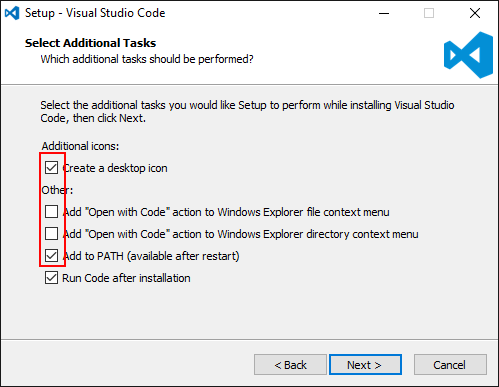 Setup - Visual Studio Code
Select Additional Tasks
Which additional tasks should be performed?
Select the additional tasks you would like Setup to perform while installing Visual Studio
Code, then click Next.
Additional icons:
Create a desktop icon
Other:
Add "Open with Code" action to Windows Explorer file context menu
Add "Open with Code" action to Windows Explorer directory context menu
Add to PATH (available after restart)
Run Code after installation
< Back
Next >
Cancel